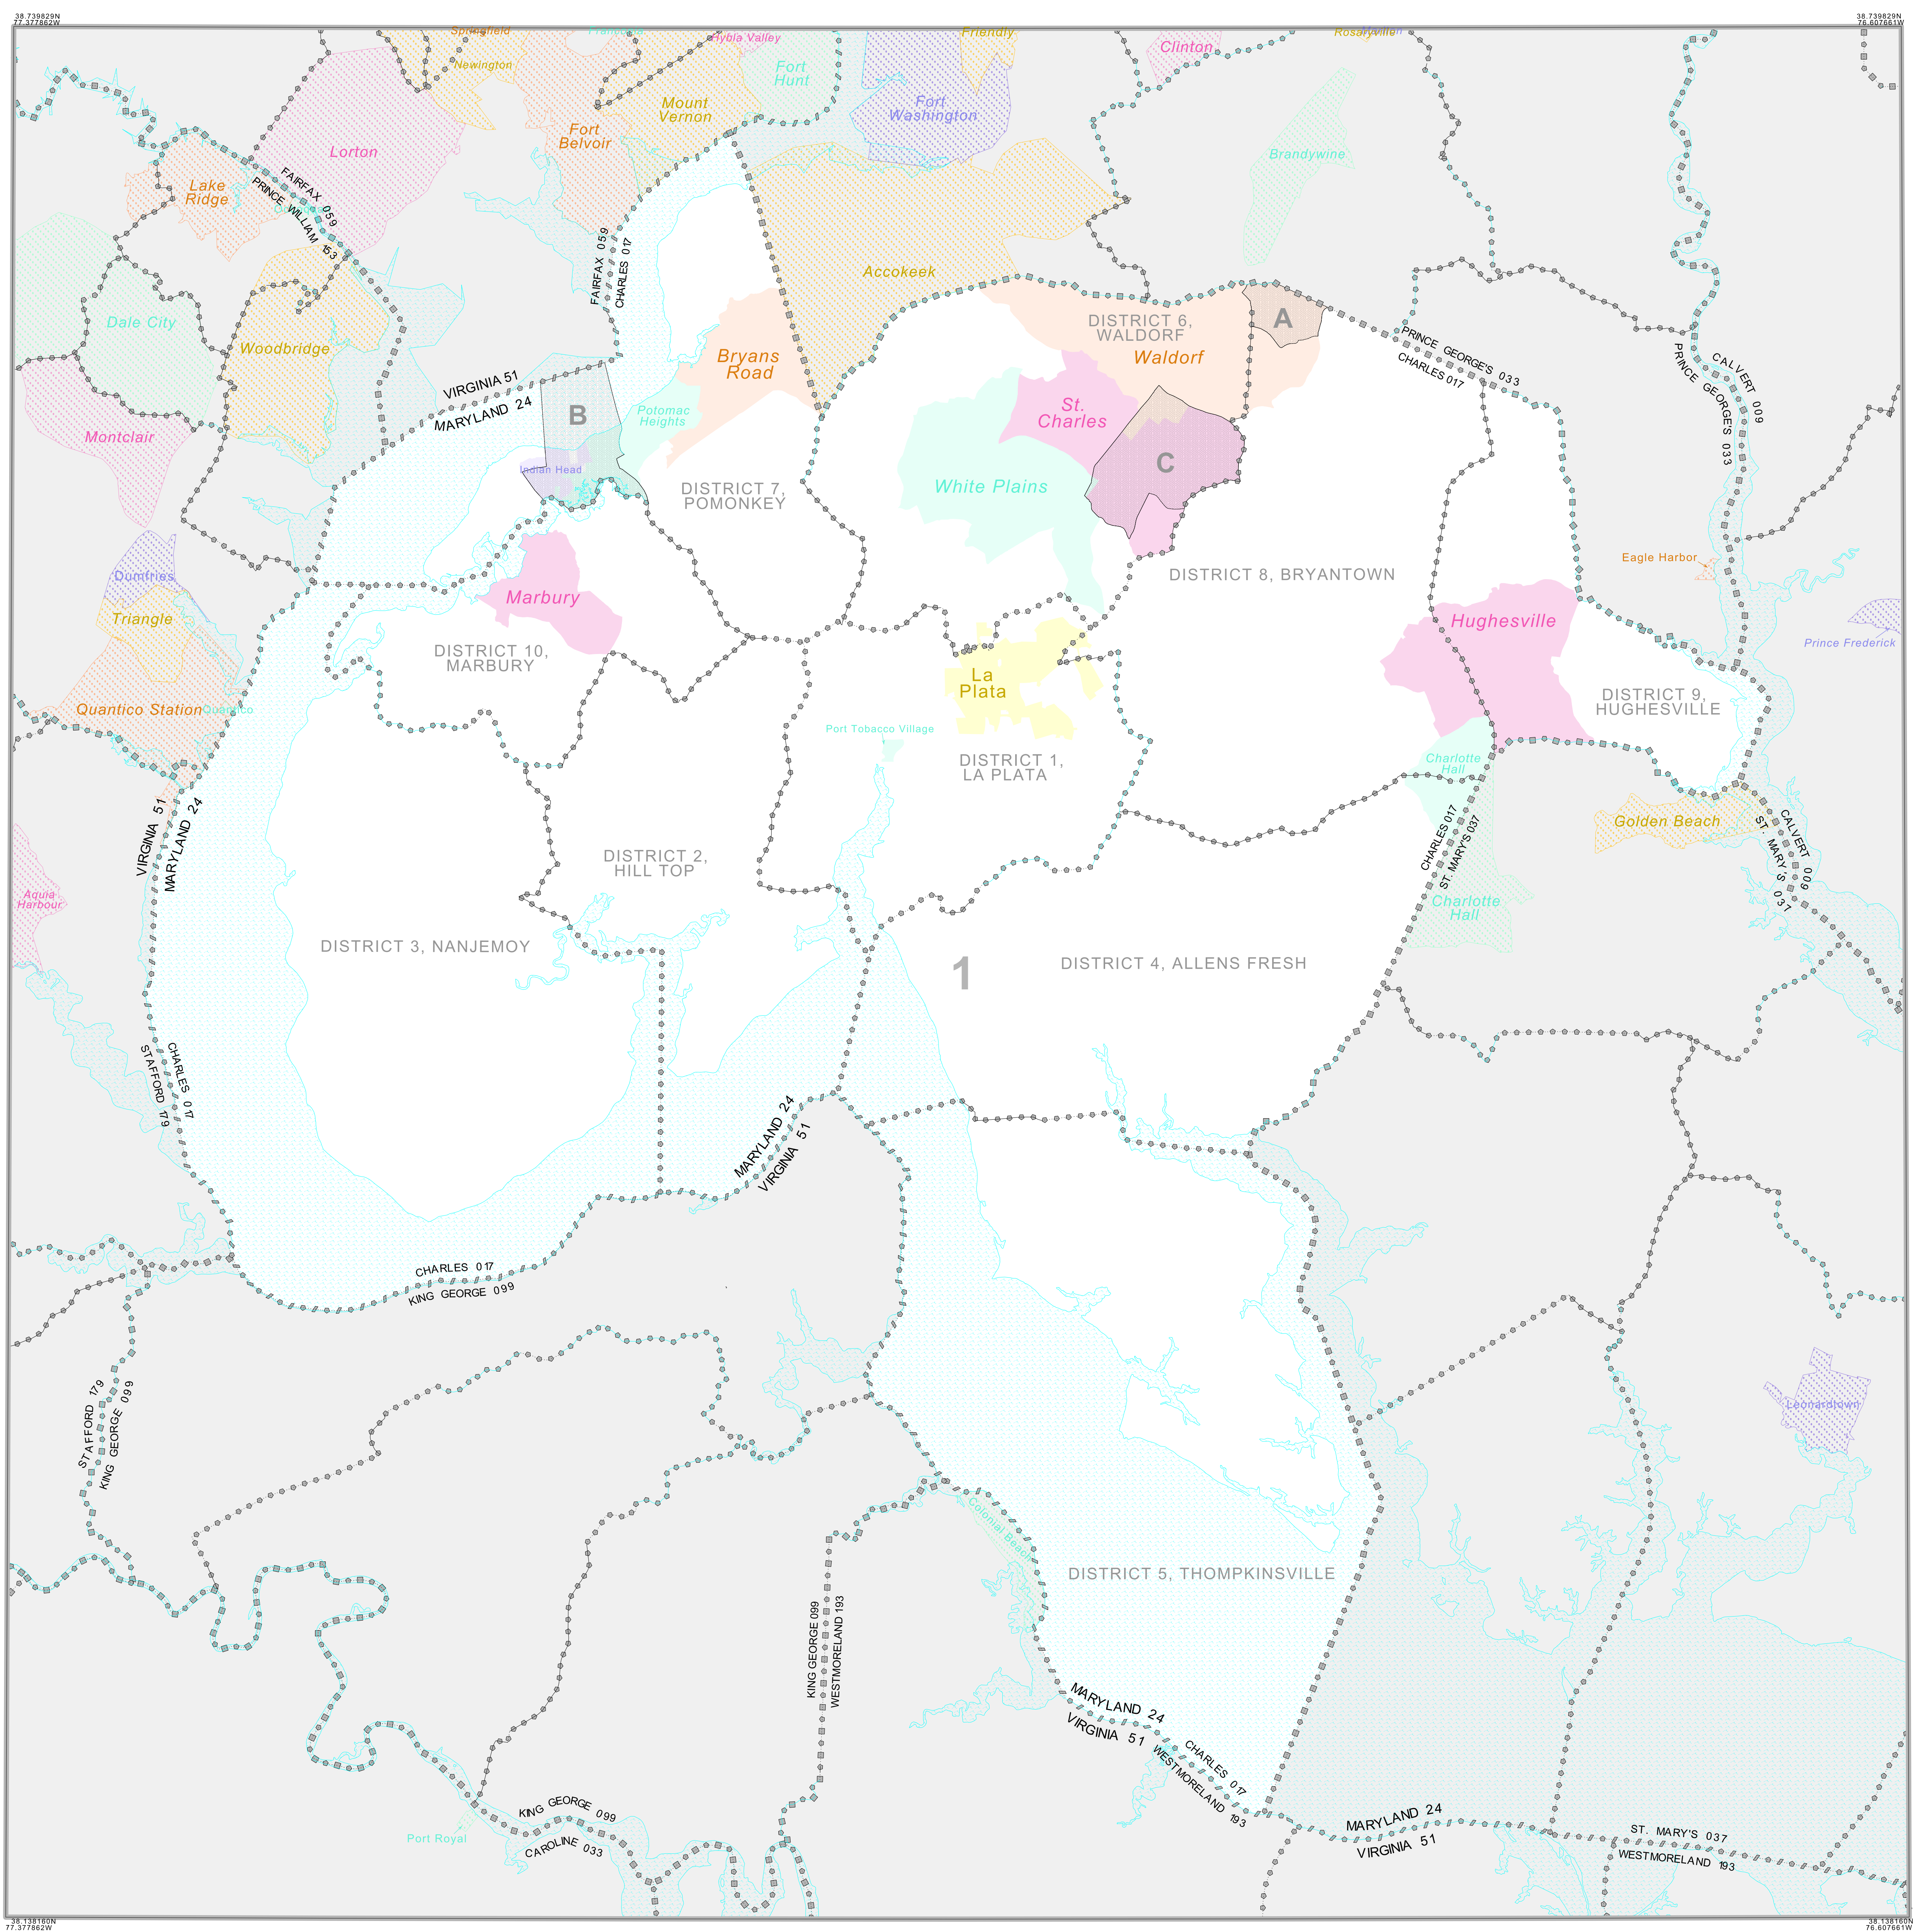 38.739829N
77.377862W
38.739829N
76.607661W
Springfield
Newington
Hybla Valley
Friendly
Clinton
Rosaryville
Fort
Hunt
Mount
Vernon
Fort
Washington
Fort
Belvoir
Lorton
Brandywine
Lake
Ridge
FAIRFAX 059
PRINCE WILLIAM 153
FAIRFAX 059
CHARLES 017
Accokeek
Dale City
Woodbridge
DISTRICT 6,
WALDORF
Waldorf
A
PRINCE GEORGE'S 033
CHARLES 017
CALVERT 009
PRINCE GEORGE'S 033
Bryans
Road
VIRGINIA 51
MARYLAND 24
B
Potomac
Heights
St.
Charles
Montclair
Indian Head
C
White Plains
DISTRICT 7,
POMONKEY
Eagle Harbor
Dumfries
DISTRICT 8, BRYANTOWN
Marbury
Triangle
Hughesville
Prince Frederick
DISTRICT 10,
MARBURY
La
Plata
DISTRICT 9,
HUGHESVILLE
Quantico Station
Quantico
Port Tobacco Village
DISTRICT 1,
LA PLATA
Charlotte
Hall
VIRGINIA 51
MARYLAND 24
CHARLES 017
ST. MARY'S 037
Golden Beach
CALVERT 009
ST. MARY'S 037
DISTRICT 2,
HILL TOP
Aquia
Harbour
Charlotte
Hall
DISTRICT 3, NANJEMOY
1
DISTRICT 4, ALLENS FRESH
CHARLES 017
STAFFORD 179
MARYLAND 24
VIRGINIA 51
CHARLES 017
KING GEORGE 099
STAFFORD 179
KING GEORGE 099
Leonardtown
Colonial Beach
DISTRICT 5, THOMPKINSVILLE
KING GEORGE 099
WESTMORELAND 193
MARYLAND 24
VIRGINIA 51
CHARLES 017
WESTMORELAND 193
KING GEORGE 099
CAROLINE 033
Port Royal
MARYLAND 24
VIRGINIA 51
ST. MARY'S 037
WESTMORELAND 193
38.138160N
77.377862W
38.138160N
76.607661W